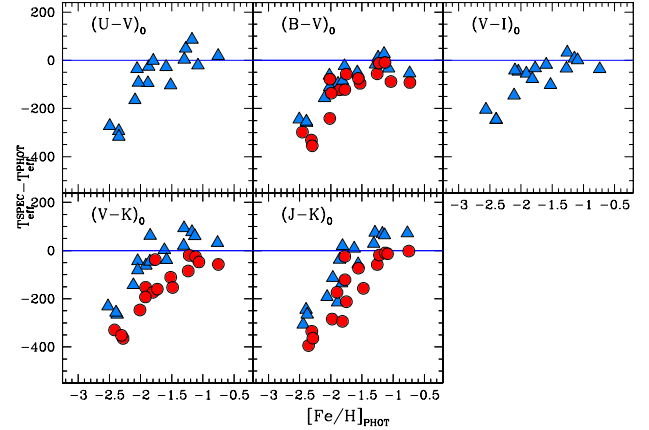 200
0
−200
−400
(U−V)₀
(B−V)₀
(V−I)₀
−3 −2.5 −2 −1.5 −1 −0.5
200
0
−200
−400
(V−K)₀
(J−K)₀
−3 −2.5 −2 −1.5 −1 −0.5
−3 −2.5 −2 −1.5 −1 −0.5
T_eff^SPEC−T_eff^PHOT
[Fe/H]_PHOT